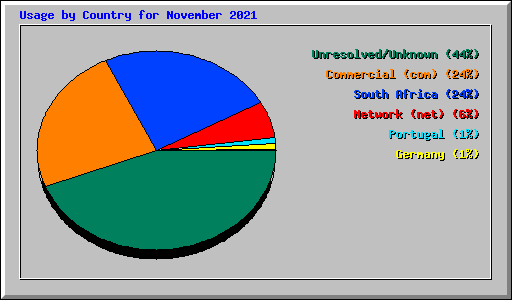 Usage by Country for November 2021
Unresolved/Unknown (44%)
Commercial (com) (24%)
South Africa (24%)
Network (net) (6%)
Portugal (1%)
Germany (1%)